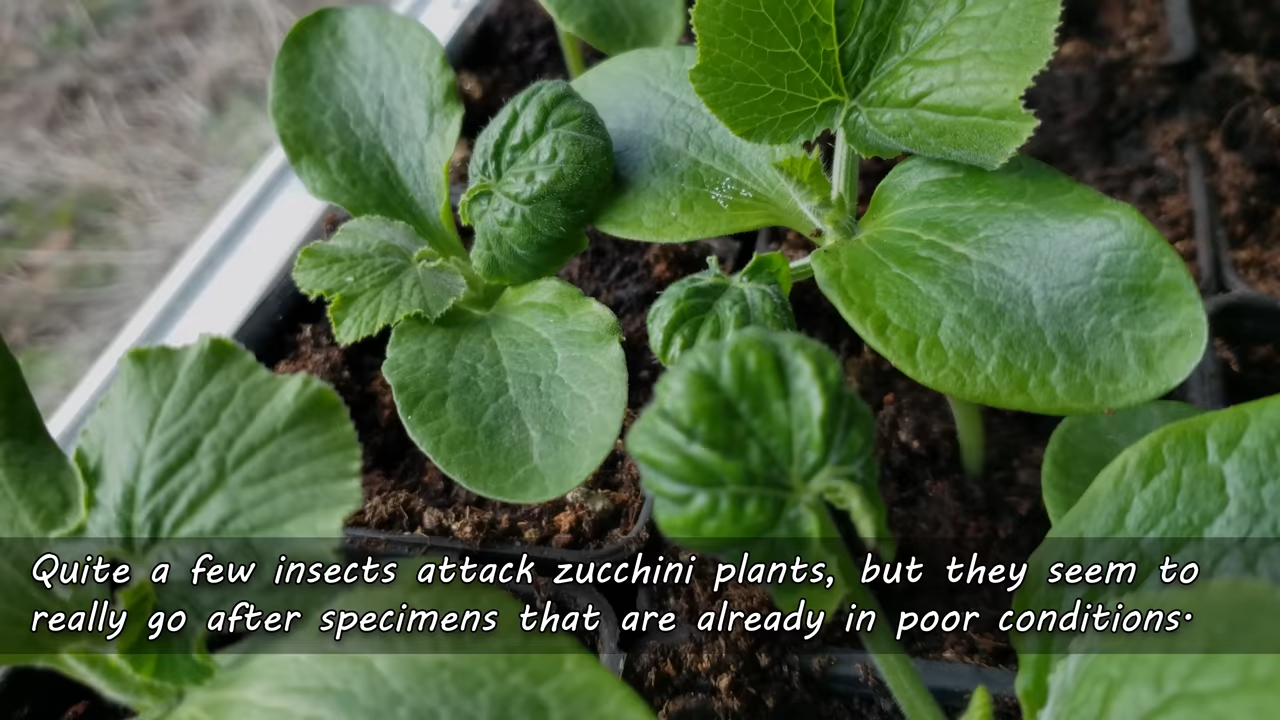 Quite a few insects attack zucchini plants, but they seem to
really go after specimens that are already in poor conditions.